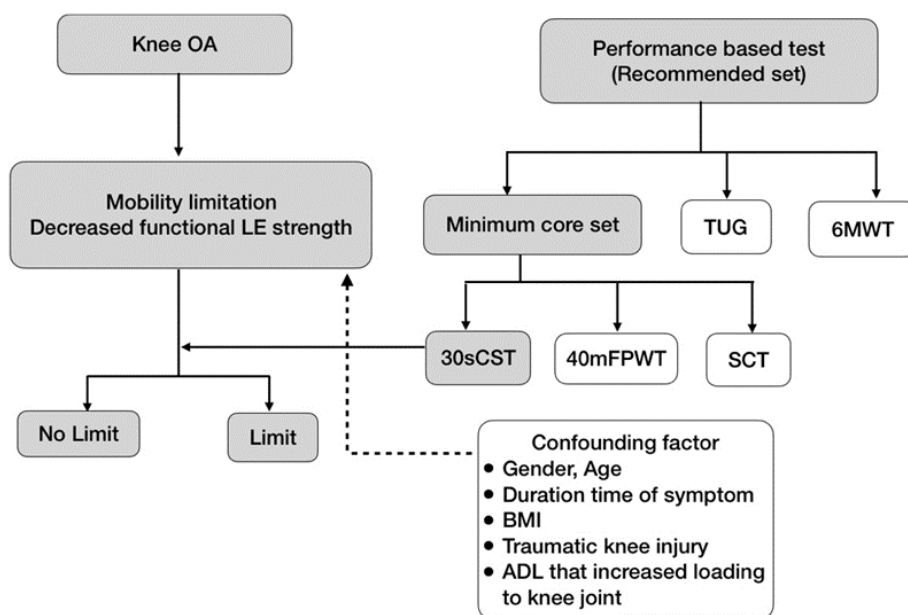 Knee OA
Performance based test
(Recommended set)
Mobility limitation
Decreased functional LE strength
Minimum core set
TUG
6MWT
30sCST
40mFPWT
SCT
No Limit
Limit
Confounding factor
• Gender, Age
• Duration time of symptom
• BMI
• Traumatic knee injury
• ADL that increased loading
to knee joint